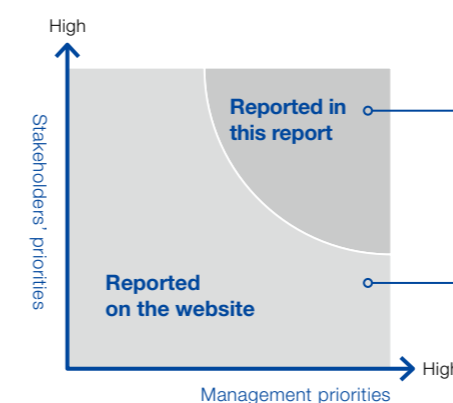 High
Reported in
this report
Stakeholders' priorities
Reported
on the website
High
Management priorities